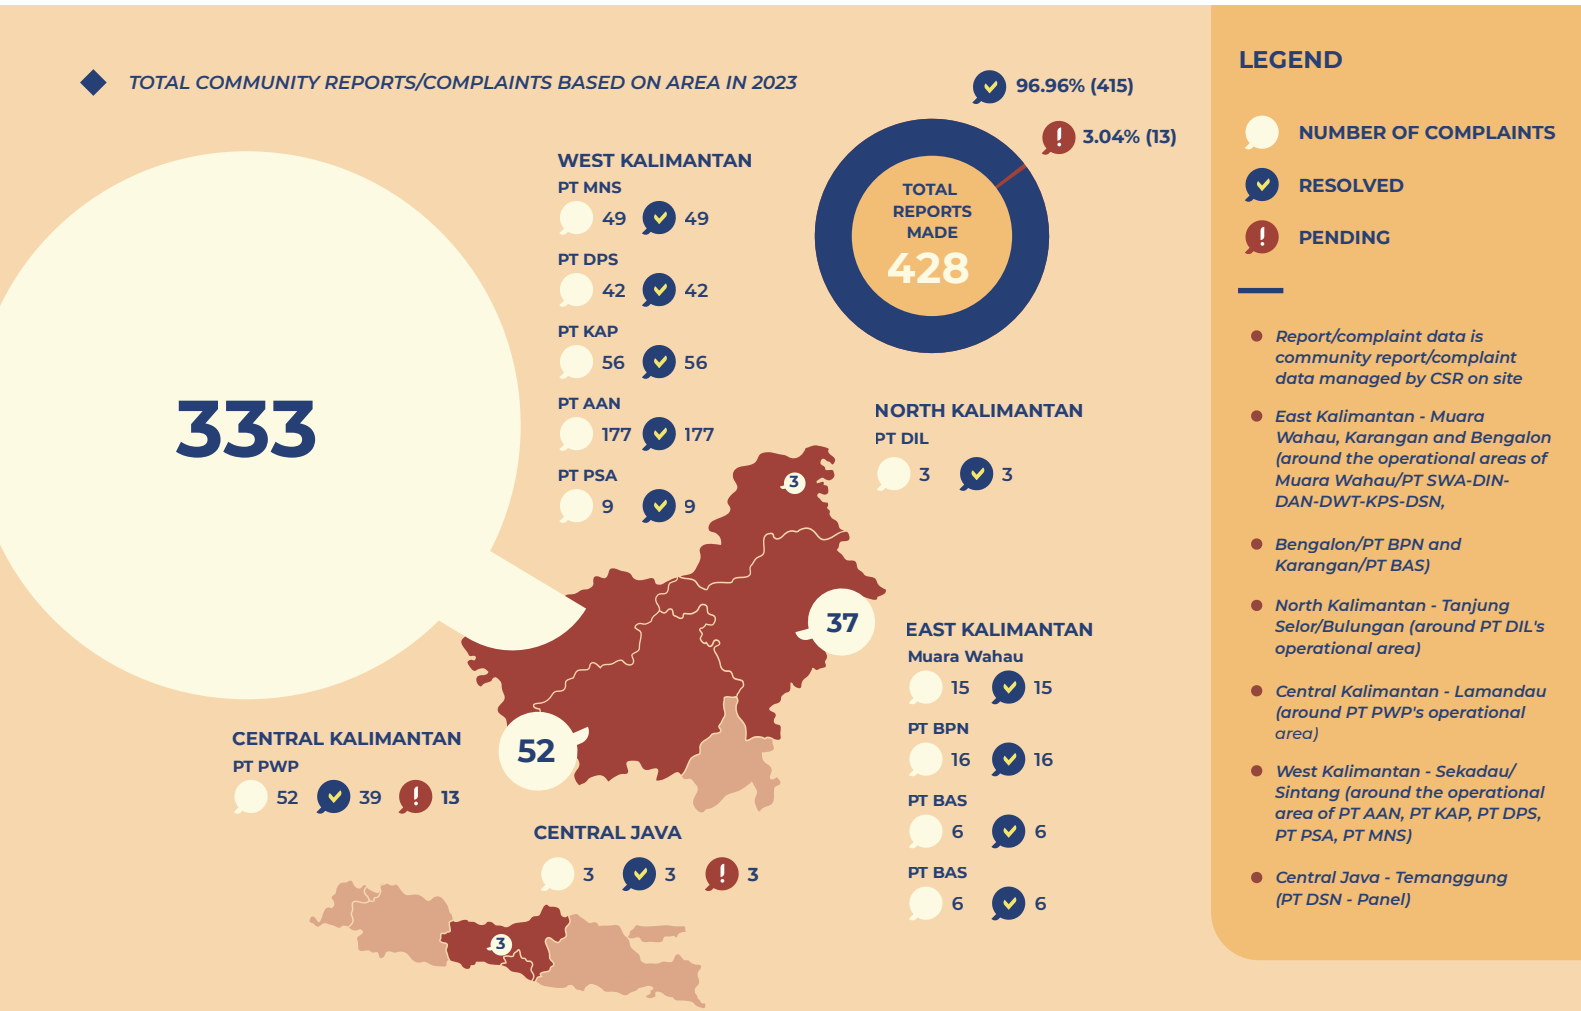 TOTAL COMMUNITY REPORTS/COMPLAINTS BASED ON AREA IN 2023
96.96% (415)
3.04% (13)
TOTAL
REPORTS
MADE
428
333
WEST KALIMANTAN
PT MNS
49 49
PT DPS
42 42
PT KAP
56 56
PT AAN
177 177
PT PSA
9 9
NORTH KALIMANTAN
PT DIL
3 3
3
37
52
EAST KALIMANTAN
Muara Wahau
15 15
PT BPN
16 16
PT BAS
6 6
PT BAS
6 6
CENTRAL KALIMANTAN
PT PWP
52 39 13
CENTRAL JAVA
3 3 3
3
LEGEND
NUMBER OF COMPLAINTS
RESOLVED
PENDING
Report/complaint data is
community report/complaint
data managed by CSR on site
East Kalimantan - Muara
Wahau, Karangan and Bengalon
(around the operational areas of
Muara Wahau/PT SWA-DIN-
DAN-DWT-KPS-DSN,
Bengalon/PT BPN and
Karangan/PT BAS)
North Kalimantan - Tanjung
Selor/Bulungan (around PT DIL's
operational area)
Central Kalimantan - Lamandau
(around PT PWP's operational
area)
West Kalimantan - Sekadau/
Sintang (around the operational
area of PT AAN, PT KAP, PT DPS,
PT PSA, PT MNS)
Central Java - Temanggung
(PT DSN - Panel)